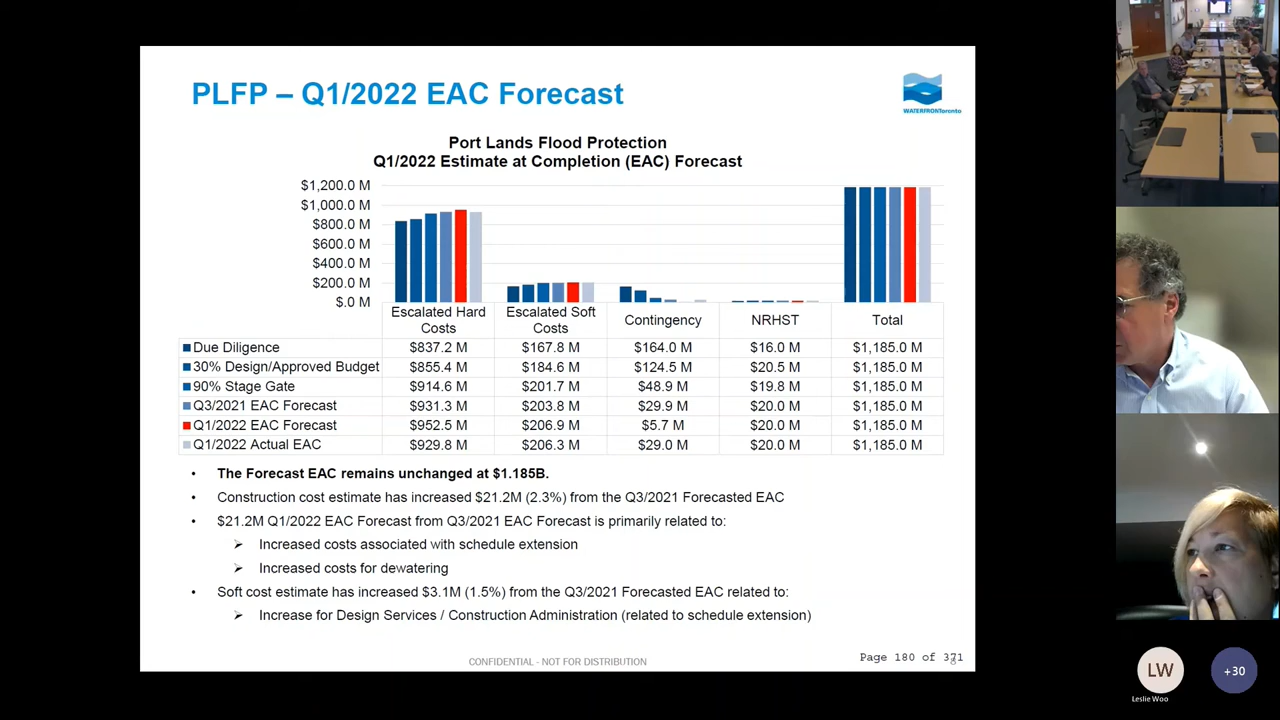 PLFP – Q1/2022 EAC Forecast
WATERFRONToronto
Port Lands Flood Protection
Q1/2022 Estimate at Completion (EAC) Forecast
$1,200.0 M
$1,000.0 M
$800.0 M
$600.0 M
$400.0 M
$200.0 M
$.0 M
Escalated Hard Costs Escalated Soft Costs Contingency NRHST Total
Due Diligence $837.2 M $167.8 M $164.0 M $16.0 M $1,185.0 M
30% Design/Approved Budget $855.4 M $184.6 M $124.5 M $20.5 M $1,185.0 M
90% Stage Gate $914.6 M $201.7 M $48.9 M $19.8 M $1,185.0 M
Q3/2021 EAC Forecast $931.3 M $203.8 M $29.9 M $20.0 M $1,185.0 M
Q1/2022 EAC Forecast $952.5 M $206.9 M $5.7 M $20.0 M $1,185.0 M
Q1/2022 Actual EAC $929.8 M $206.3 M $29.0 M $20.0 M $1,185.0 M
• The Forecast EAC remains unchanged at $1.185B.
• Construction cost estimate has increased $21.2M (2.3%) from the Q3/2021 Forecasted EAC
• $21.2M Q1/2022 EAC Forecast from Q3/2021 EAC Forecast is primarily related to:
➢ Increased costs associated with schedule extension
➢ Increased costs for dewatering
• Soft cost estimate has increased $3.1M (1.5%) from the Q3/2021 Forecasted EAC related to:
➢ Increase for Design Services / Construction Administration (related to schedule extension)
CONFIDENTIAL - NOT FOR DISTRIBUTION
Page 180 of 371
LW
Leslie Woo
+30